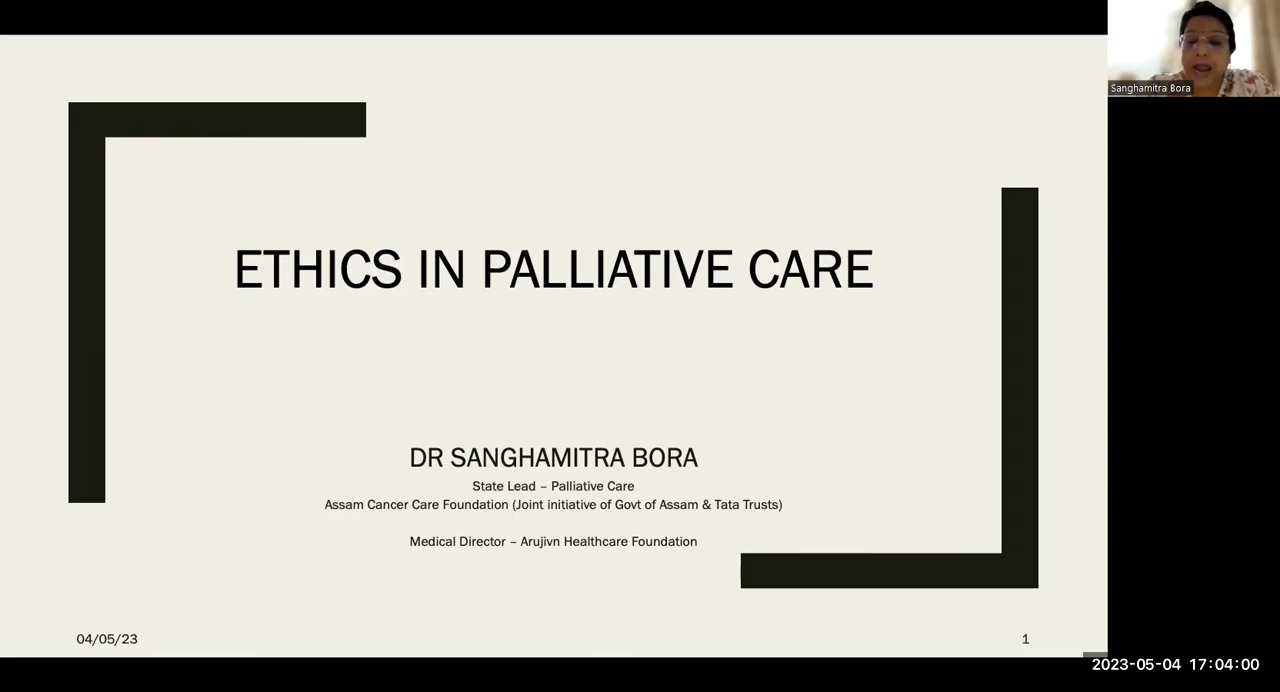 Sanghamitra Bora
ETHICS IN PALLIATIVE CARE
DR SANGHAMITRA BORA
State Lead – Palliative Care
Assam Cancer Care Foundation (Joint initiative of Govt of Assam & Tata Trusts)
Medical Director – Arujivn Healthcare Foundation
04/05/23
1
2023-05-04 17:04:00